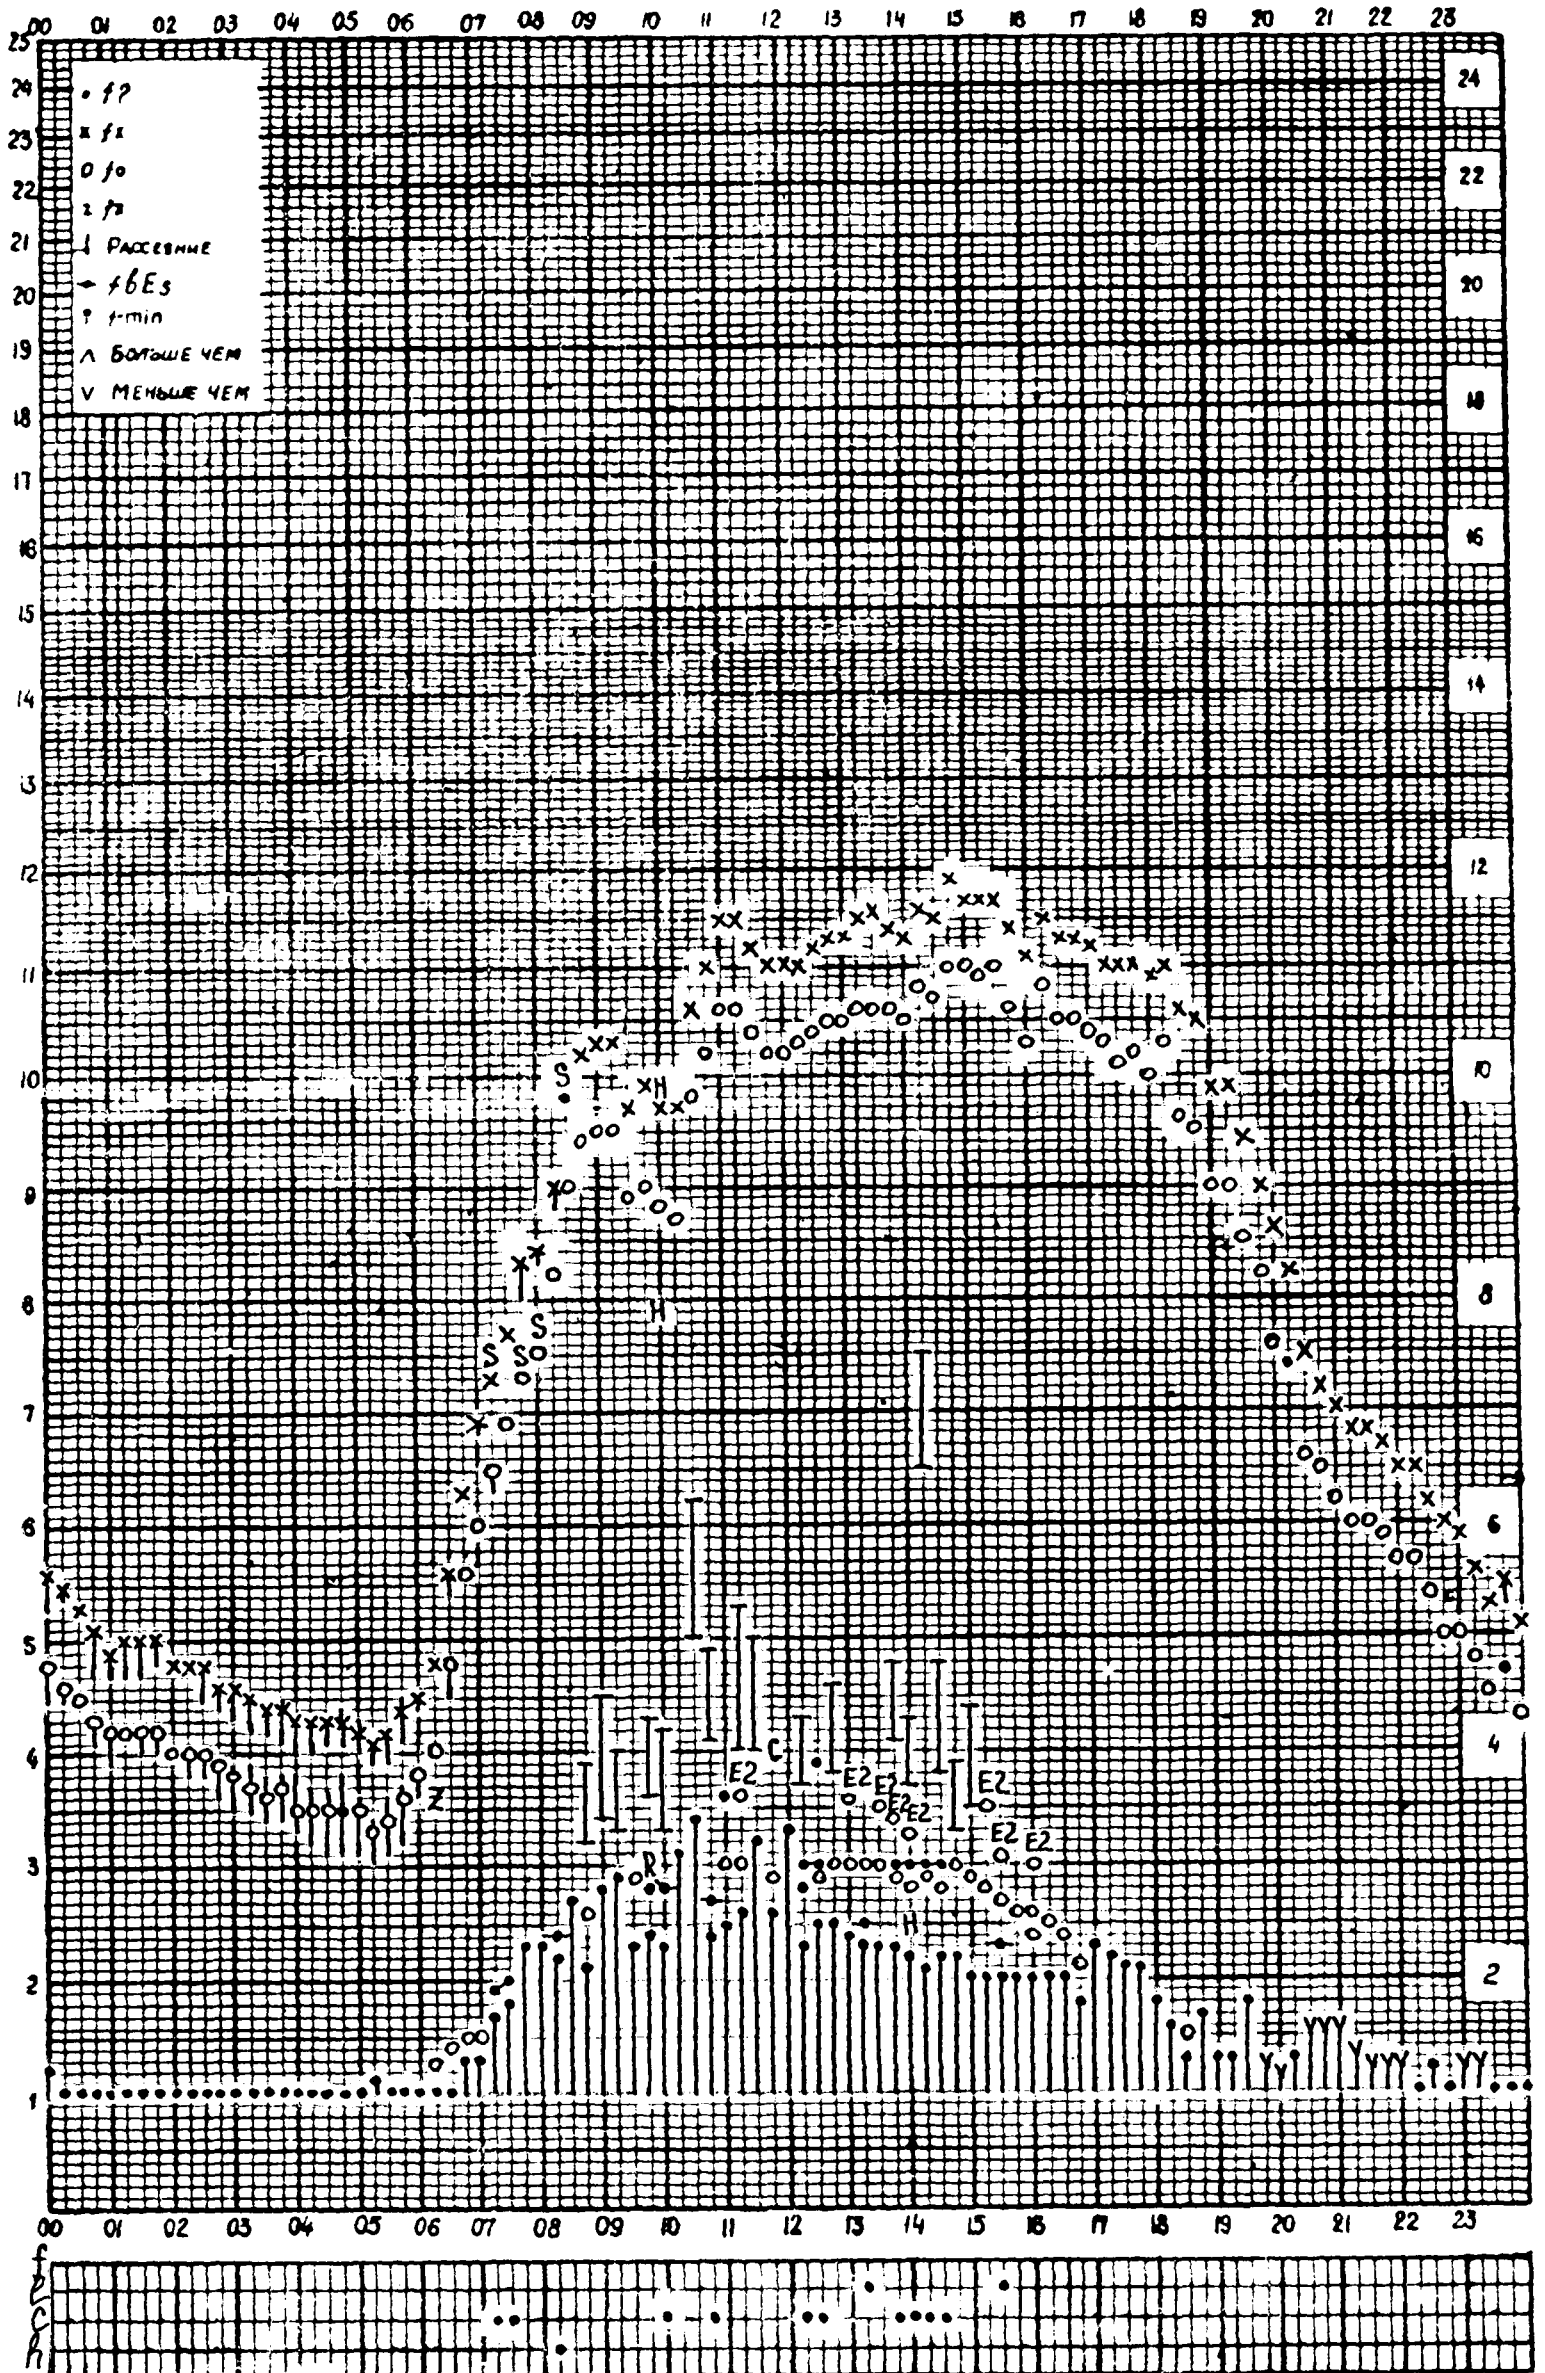 00 01 02 03 04 05 06 07 08 09 10 11 12 13 14 15 16 17 18 19 20 21 22 23
25
24 24
23
22 22
21
20 20
19
18 18
17
16 16
15
14 14
13
12 12
11
10 10
9
8 8
7
6 6
5
4 4
3
2 2
1
• f?
x fx
o fo
z fz
РАССЕЯНИЕ
fbEs
f-min
∧ БОЛЬШЕ ЧЕМ
∨ МЕНЬШЕ ЧЕМ
S
H
S
H
S S
Z
C
E2 E2 E2 E2
E2 E2
E2 E2
R
H
Y Y Y Y Y Y Y Y Y Y Y
00 01 02 03 04 05 06 07 08 09 10 11 12 13 14 15 16 17 18 19 20 21 22 23
f
l
c
h